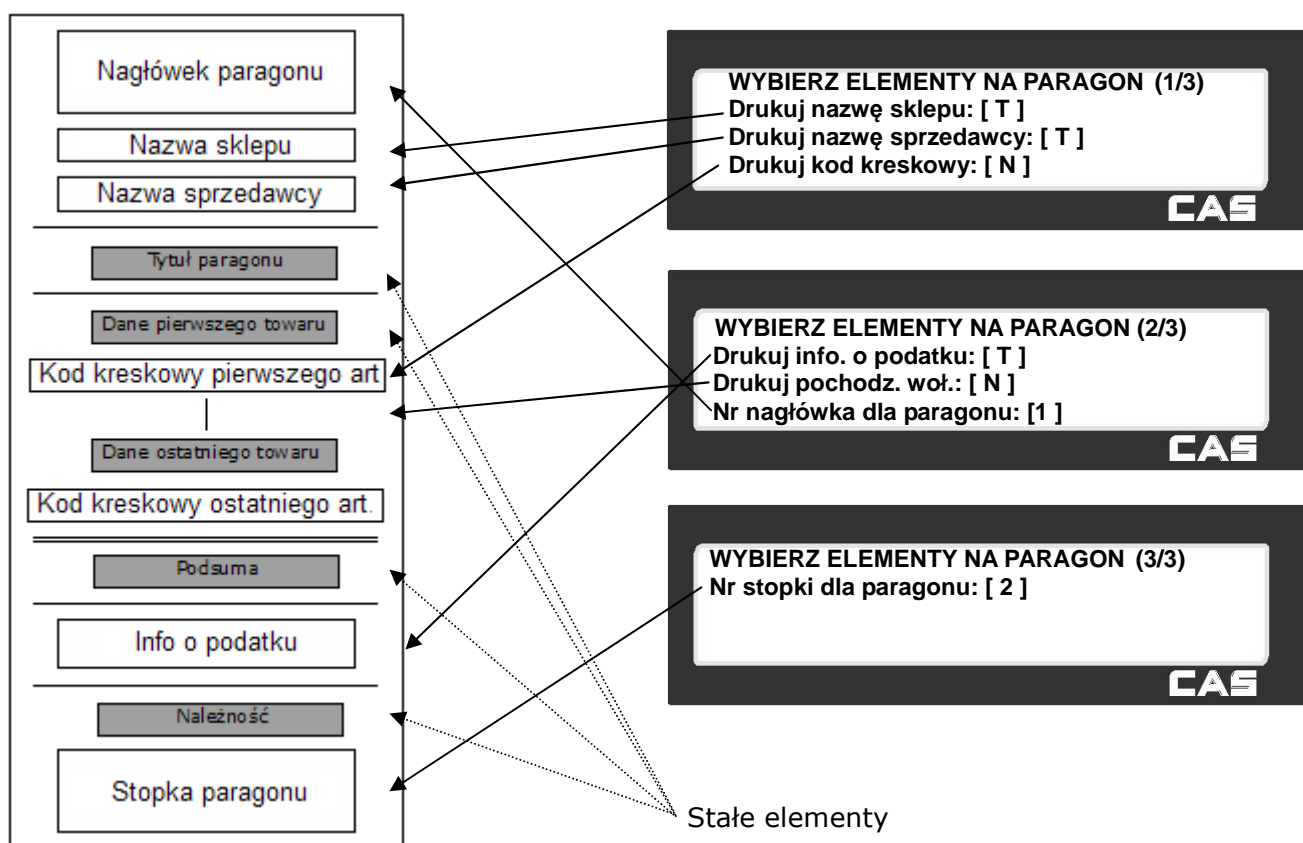 Nagłówek paragonu
Nazwa sklepu
Nazwa sprzedawcy
Tytuł paragonu
Dane pierwszego towaru
Kod kreskowy pierwszego art
Dane ostatniego towaru
Kod kreskowy ostatniego art.
Podsuma
Info o podatku
Należność
Stopka paragonu
WYBIERZ ELEMENTY NA PARAGON (1/3)
Drukuj nazwę sklepu: [ T ]
Drukuj nazwę sprzedawcy: [ T ]
Drukuj kod kreskowy: [ N ]
CAS
WYBIERZ ELEMENTY NA PARAGON (2/3)
Drukuj info. o podatku: [ T ]
Drukuj pochodz. woł.: [ N ]
Nr nagłówka dla paragonu: [1 ]
CAS
WYBIERZ ELEMENTY NA PARAGON (3/3)
Nr stopki dla paragonu: [ 2 ]
CAS
Stałe elementy